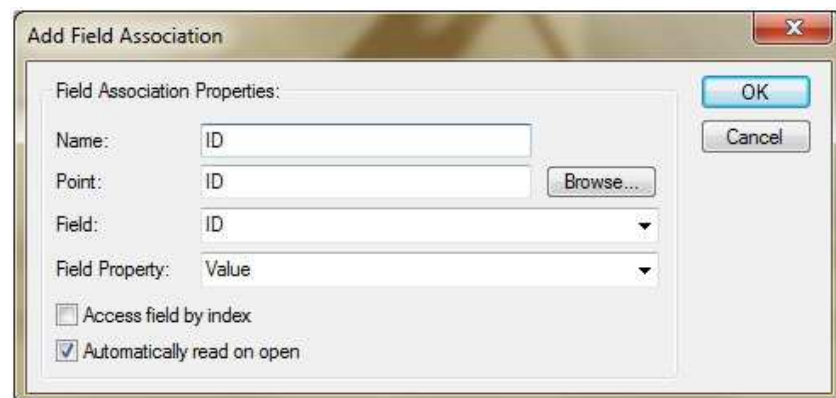 Add Field Association
Field Association Properties:
OK
Name: ID
Cancel
Point: ID Browse...
Field: ID
Field Property: Value
Access field by index
Automatically read on open